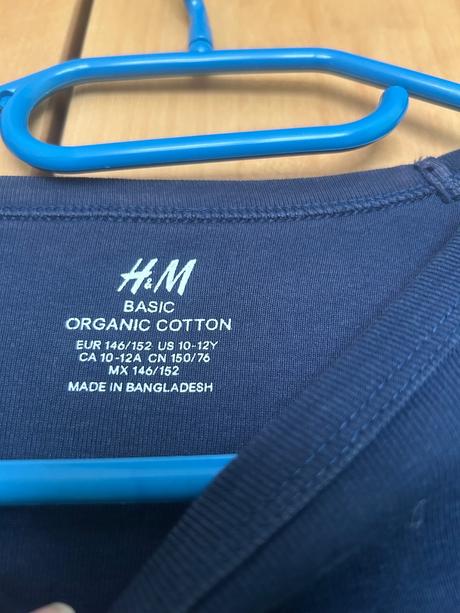 H&M
BASIC
ORGANIC COTTON
EUR 146/152 US 10-12Y
CA 10-12A CN 150/76
MX 146/152
MADE IN BANGLADESH